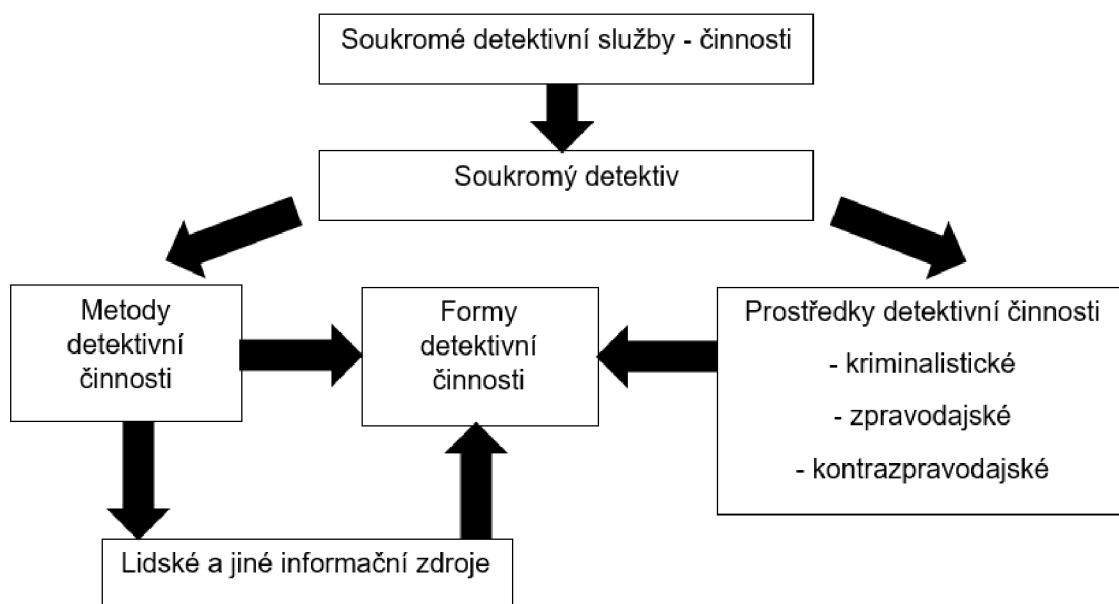 Soukromé detektivní služby - činnosti
Soukromý detektiv
Metody
detektivní
činnosti
Formy
detektivní
činnosti
Prostředky detektivní činnosti
- kriminalistické
- zpravodajské
- kontrazpravodajské
Lidské a jiné informační zdroje